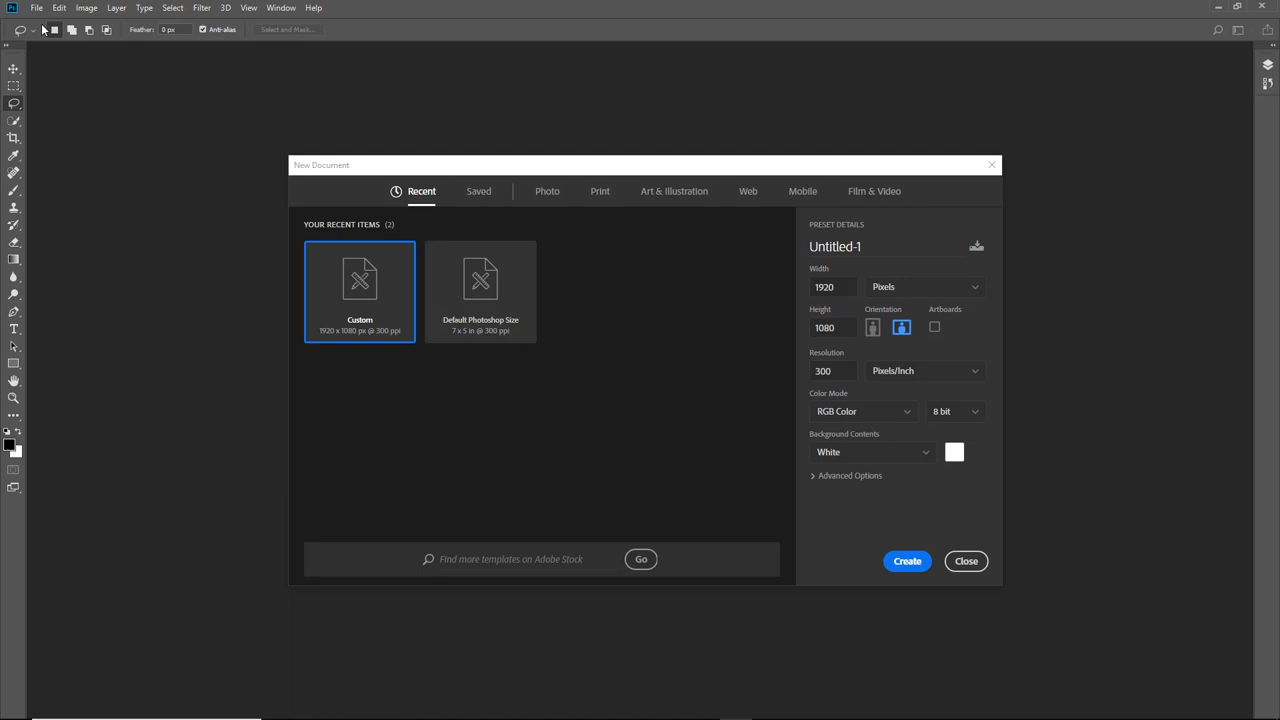 Ps File Edit Image Layer Type Select Filter 3D View Window Help
Feather: 0 px Anti-alias Select and Mask...
New Document
Recent Saved Photo Print Art & Illustration Web Mobile Film & Video
YOUR RECENT ITEMS (2)
Custom
1920 x 1080 px @ 300 ppi
Default Photoshop Size
7 x 5 in @ 300 ppi
Find more templates on Adobe Stock Go
PRESET DETAILS
Untitled-1
Width
1920 Pixels
Height Orientation Artboards
1080
Resolution
300 Pixels/Inch
Color Mode
RGB Color 8 bit
Background Contents
White
Advanced Options
Create Close